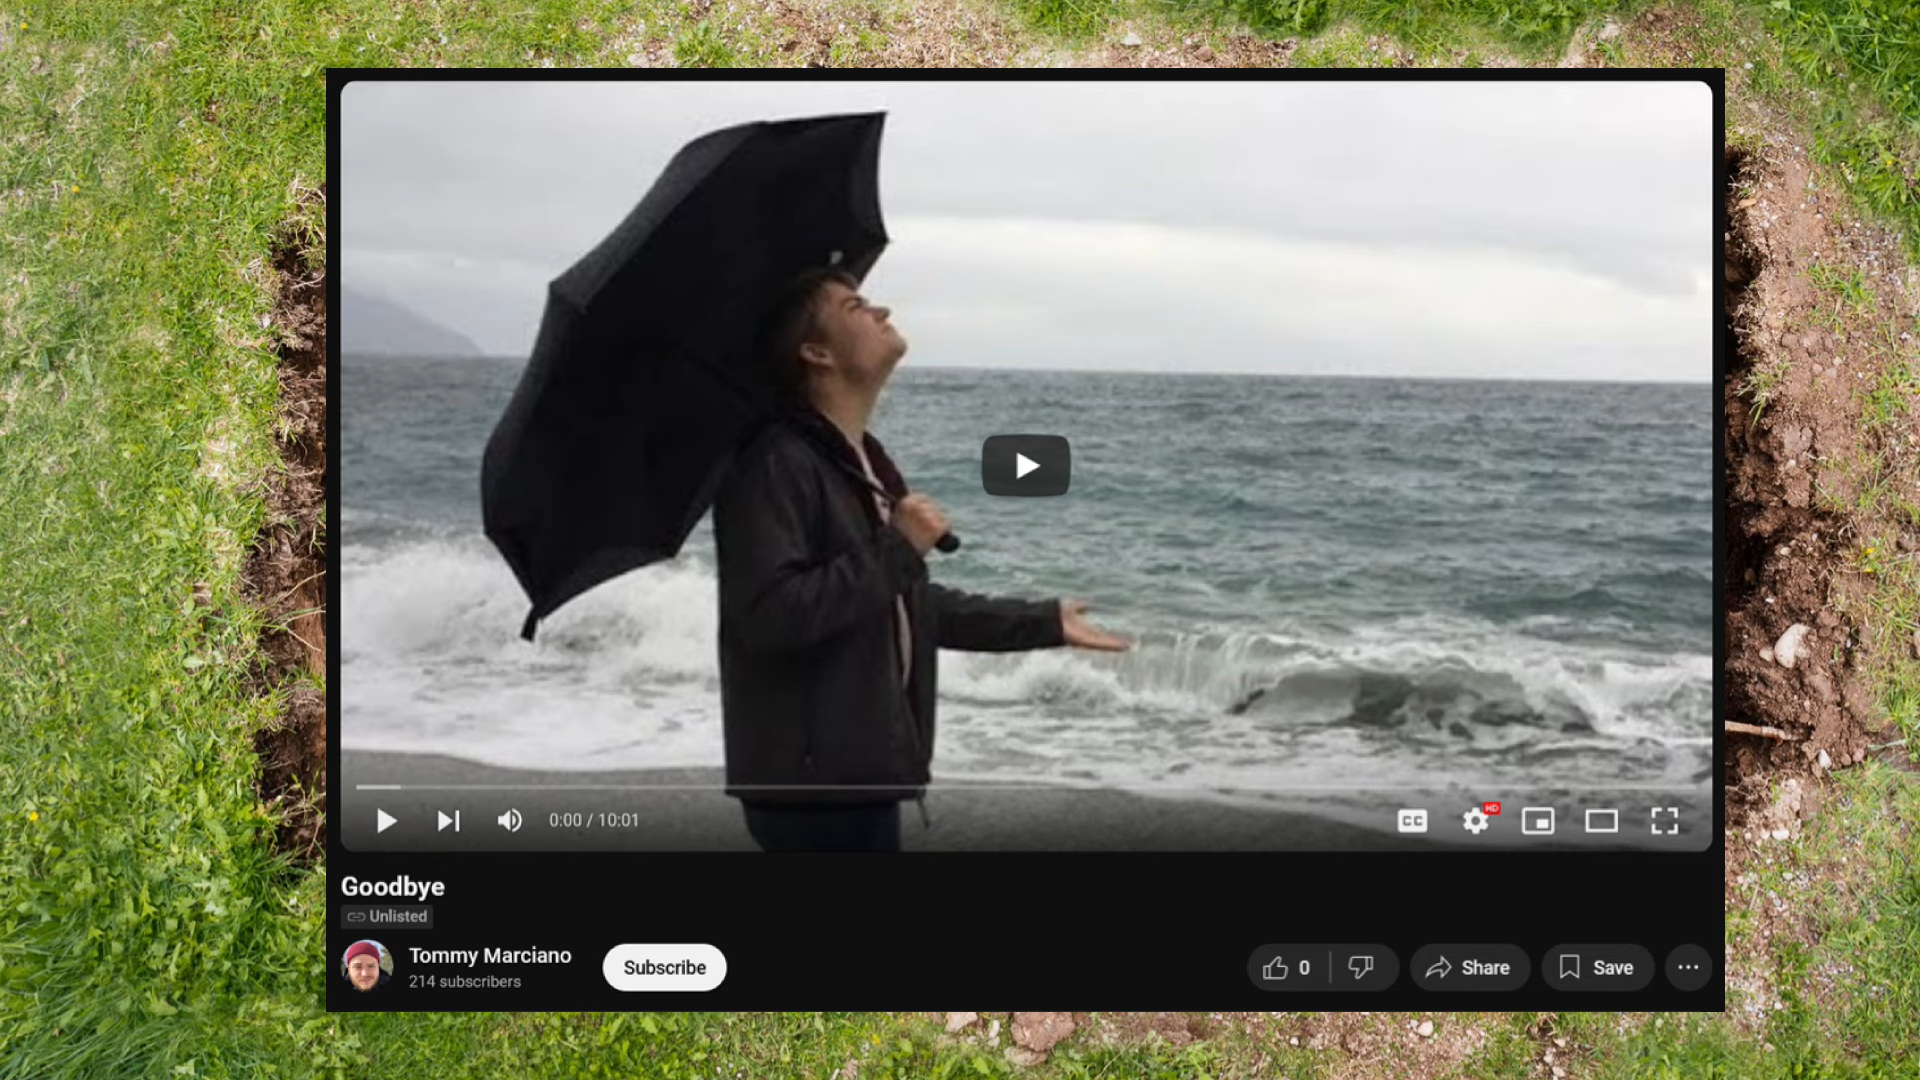 CC
HD
0:00 / 10:01
Goodbye
Unlisted
Tommy Marciano
214 subscribers
Subscribe
0
Share
Save